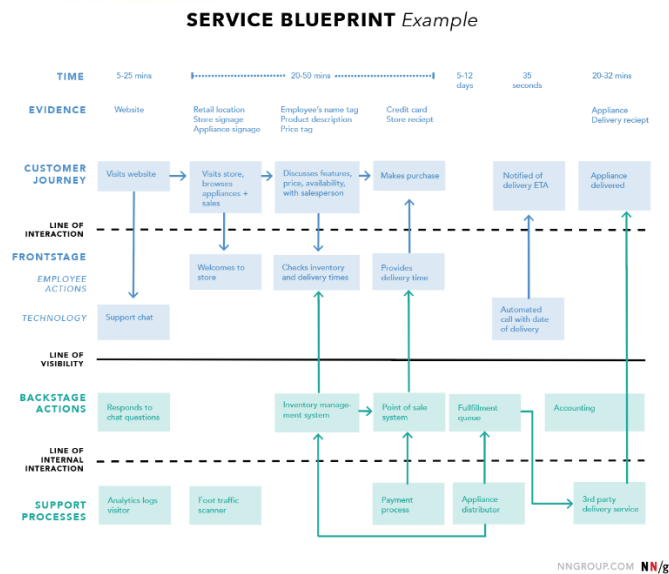 SERVICE BLUEPRINT Example
TIME
5-25 mins
20-50 mins
5-12
days
35
seconds
20-32 mins
EVIDENCE
Website
Retail location
Store signage
Appliance signage
Employee's name tag
Product description
Price tag
Credit card
Store reciept
Appliance
Delivery reciept
CUSTOMER
JOURNEY
Visits website
Visits store,
browses
appliances +
sales
Discusses features,
price, availability,
with salesperson
Makes purchase
Notified of
delivery ETA
Appliance
delivered
LINE OF
INTERACTION
FRONTSTAGE
EMPLOYEE
ACTIONS
Welcomes to
store
Checks inventory
and delivery times
Provides
delivery time
TECHNOLOGY
Support chat
Automated
call with date
of delivery
LINE OF
VISIBILITY
BACKSTAGE
ACTIONS
Responds to
chat questions
Inventory manage-
ment system
Point of sale
system
Fullfillment
queue
Accounting
LINE OF
INTERNAL
INTERACTION
SUPPORT
PROCESSES
Analytics logs
visitor
Foot traffic
scanner
Payment
process
Appliance
distributor
3rd party
delivery service
NNGROUP.COM NN/g